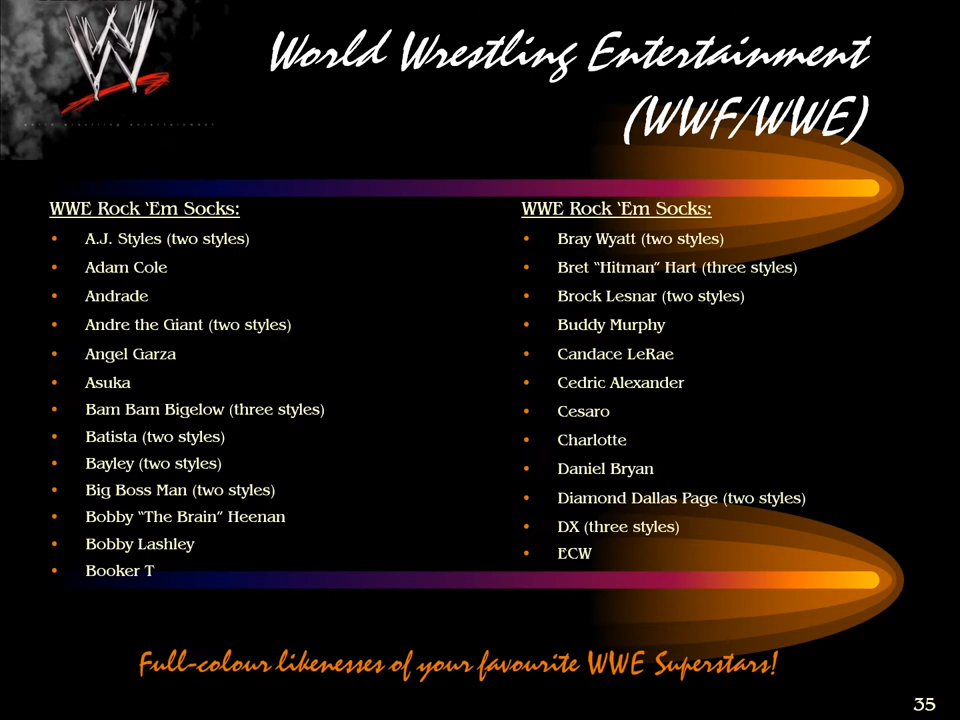 World Wrestling Entertainment
(WWF/WWE)
WWE Rock ‘Em Socks:
• A.J. Styles (two styles)
• Adam Cole
• Andrade
• Andre the Giant (two styles)
• Angel Garza
• Asuka
• Bam Bam Bigelow (three styles)
• Batista (two styles)
• Bayley (two styles)
• Big Boss Man (two styles)
• Bobby “The Brain” Heenan
• Bobby Lashley
• Booker T
WWE Rock ‘Em Socks:
• Bray Wyatt (two styles)
• Bret “Hitman” Hart (three styles)
• Brock Lesnar (two styles)
• Buddy Murphy
• Candace LeRae
• Cedric Alexander
• Cesaro
• Charlotte
• Daniel Bryan
• Diamond Dallas Page (two styles)
• DX (three styles)
• ECW
Full-colour likenesses of your favourite WWE Superstars!
35